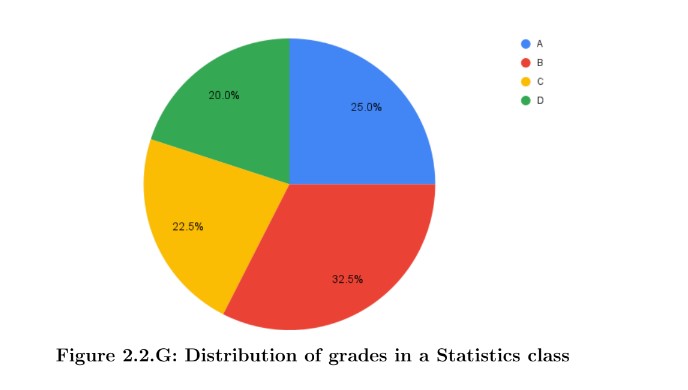 A
B
C
D
20.0%
25.0%
22.5%
32.5%
Figure 2.2.G: Distribution of grades in a Statistics class